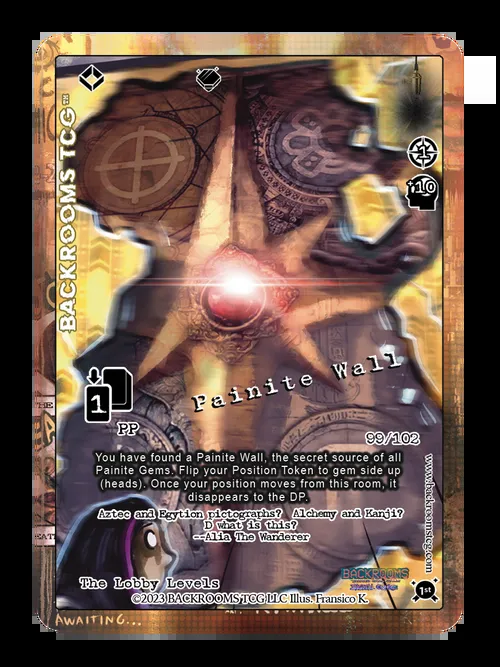 BACKROOMS TCG™
1
+10
1
PP
Painite Wall
99/102
You have found a Painite Wall, the secret source of all
Painite Gems. Flip your Position Token to gem side up
(heads). Once your position moves from this room, it
disappears to the DP.
Aztec and Egytion pictographs? Alchemy and Kanji?
D what is this?
--Alia The Wanderer
www.backroomstcg.com
BACKROOMS
The Lobby Levels
©2023 BACKROOMS TCG LLC Illus. Fransico K.
1st
AWAITING...